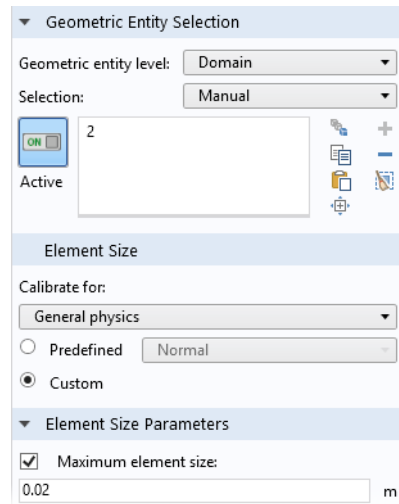 Geometric Entity Selection
Geometric entity level: Domain
Selection: Manual
ON
2
Active
Element Size
Calibrate for:
General physics
Predefined Normal
Custom
Element Size Parameters
Maximum element size:
0.02 m